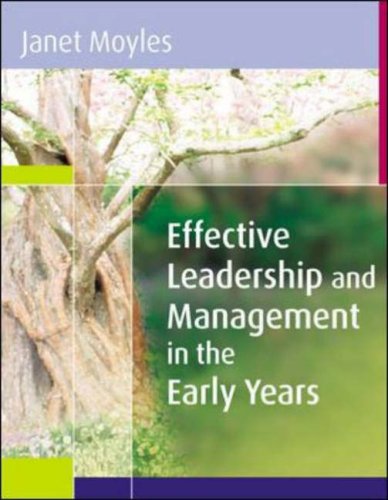 Janet Moyles
Effective
Leadership and
Management
in the
Early Years